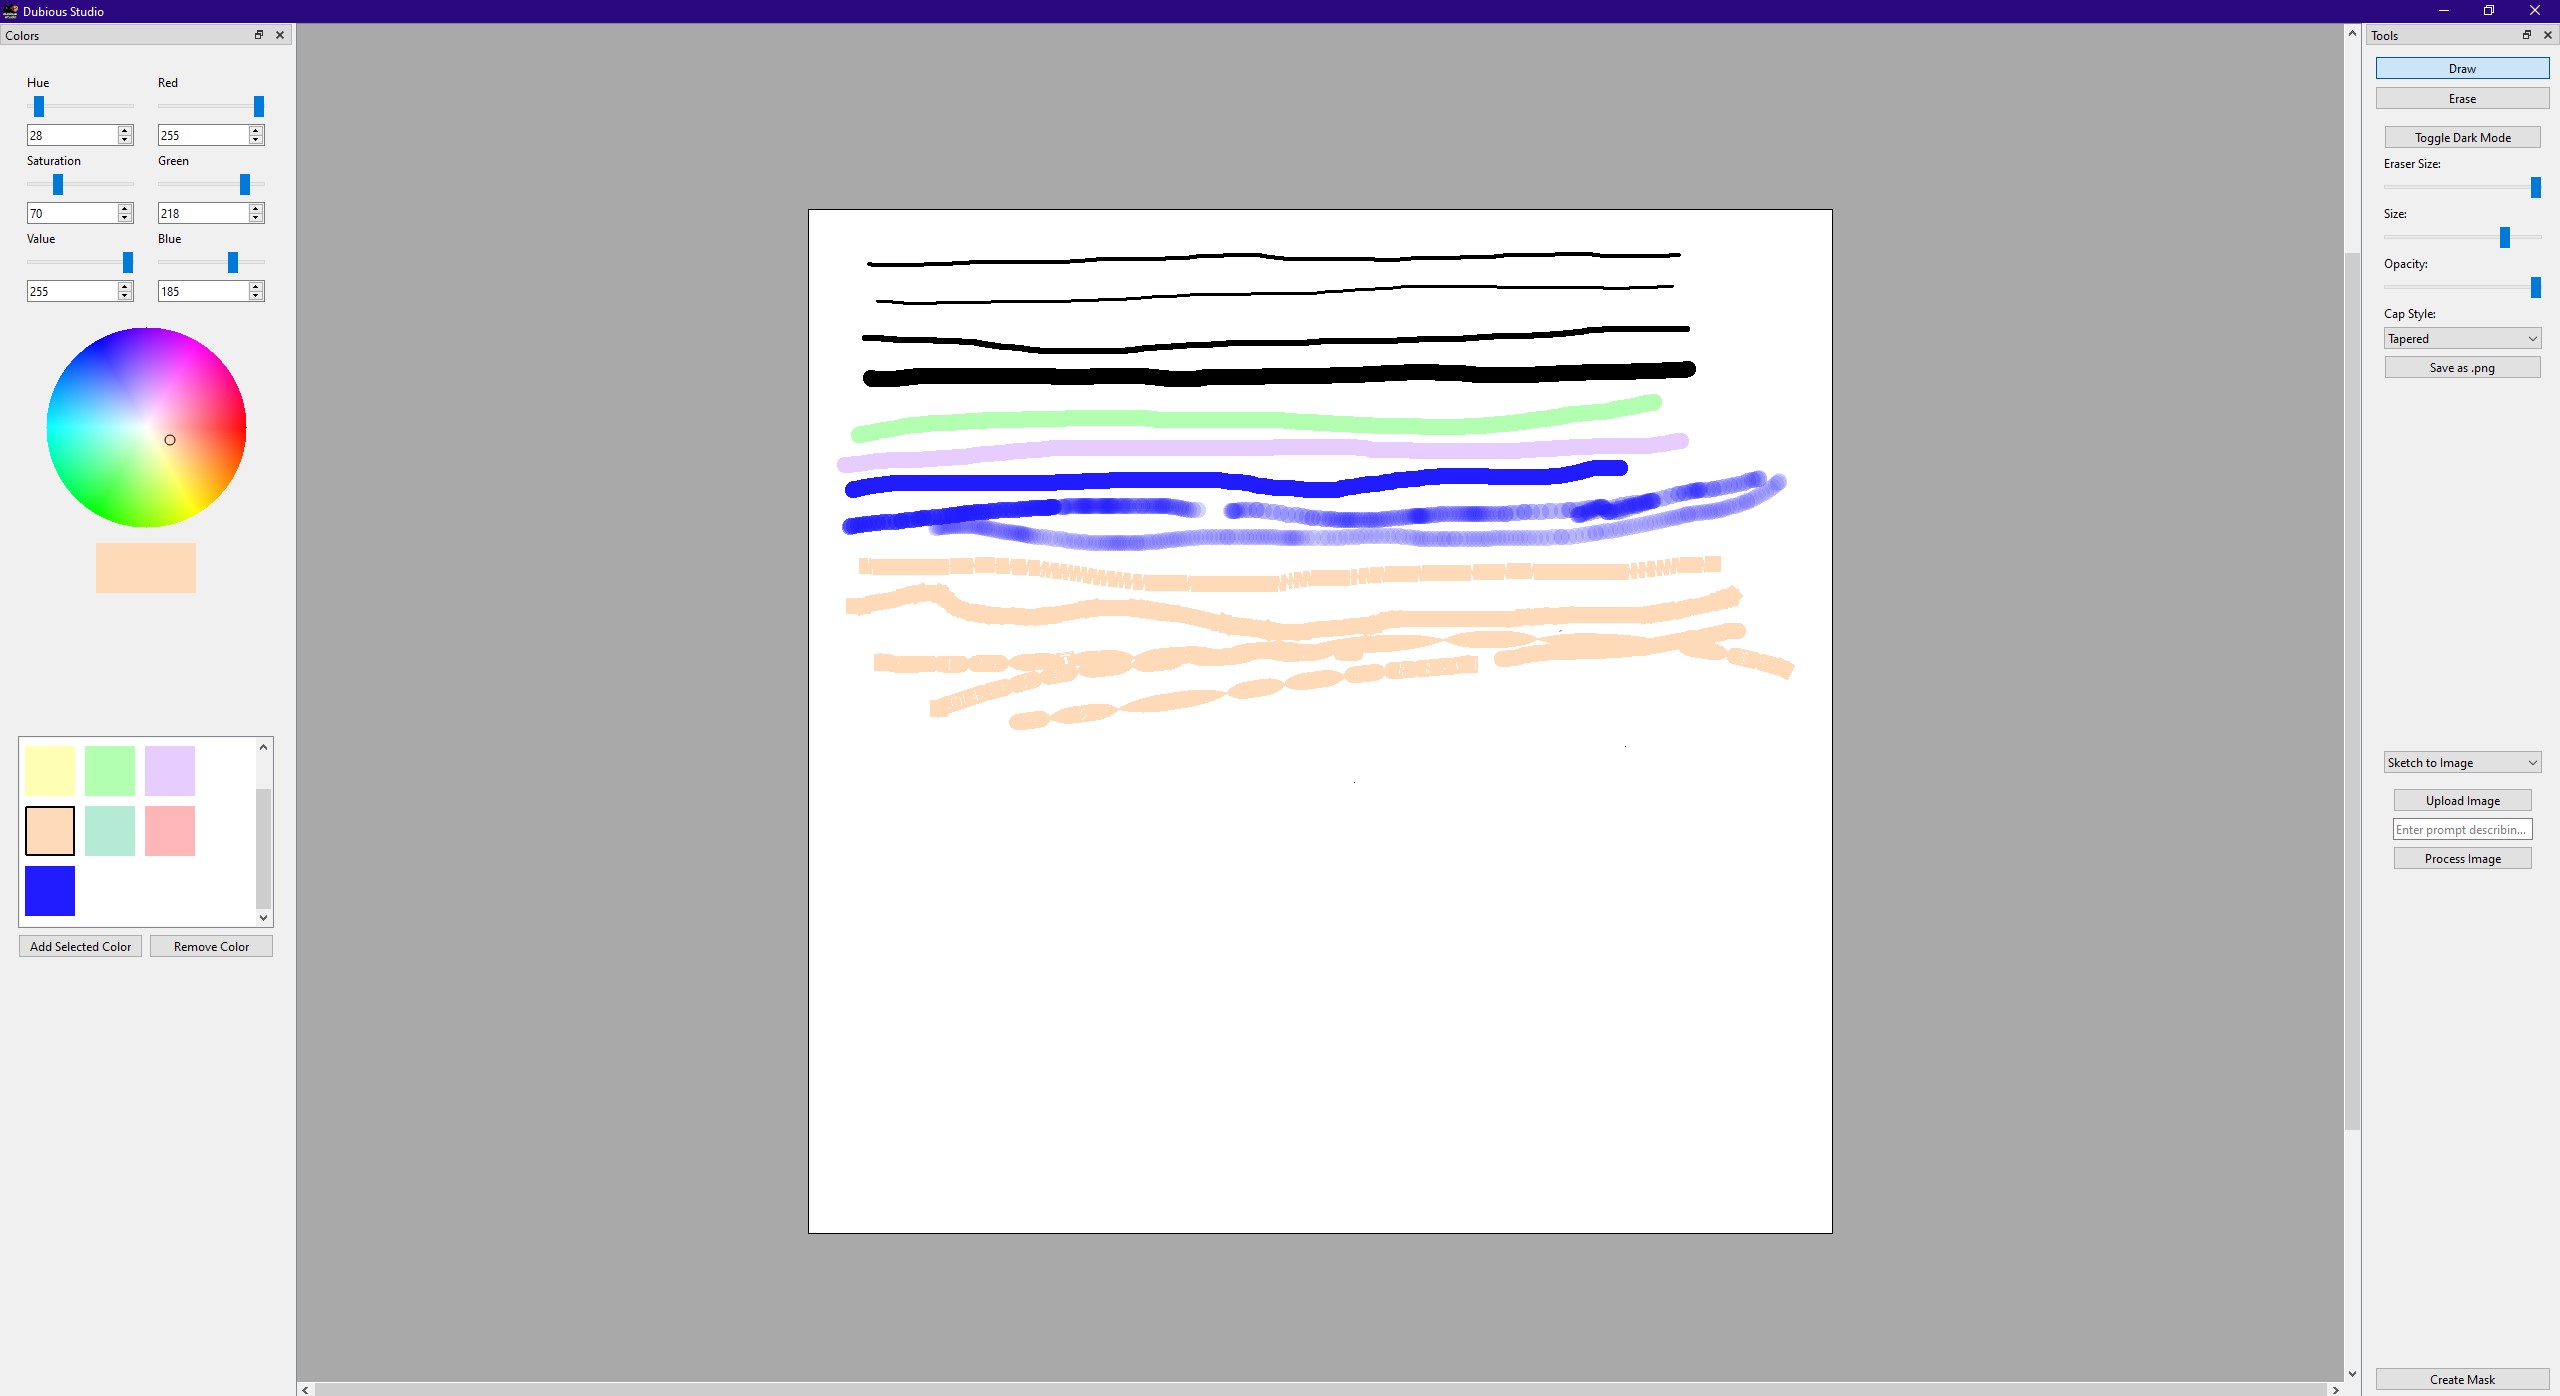 Dubious Studio
Colors
Hue
Red
28
255
Saturation
Green
70
218
Value
Blue
255
185
Add Selected Color
Remove Color
Tools
Draw
Erase
Toggle Dark Mode
Eraser Size:
Size:
Opacity:
Cap Style:
Tapered
Save as .png
Sketch to Image
Upload Image
Enter prompt describin...
Process Image
Create Mask